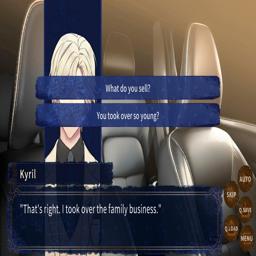 What do you sell?
You took over so young?
AUTO
SKIP
Q.SAVE
Q.LOAD
MENU
Kyril
"That's right. I took over the family business."